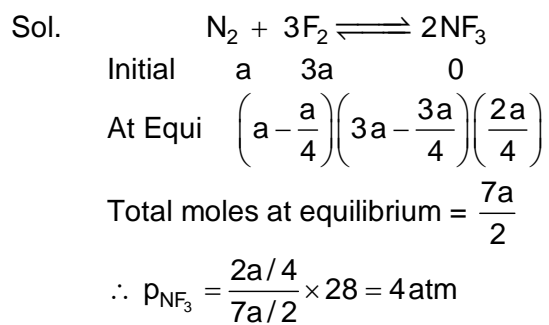 Sol. N₂ + 3F₂ ⇌ 2NF₃
Initial a 3a 0
At Equi (a − a/4) (3a − 3a/4) (2a/4)
Total moles at equilibrium = 7a/2
∴ p_NF₃ = (2a/4)/(7a/2) × 28 = 4 atm